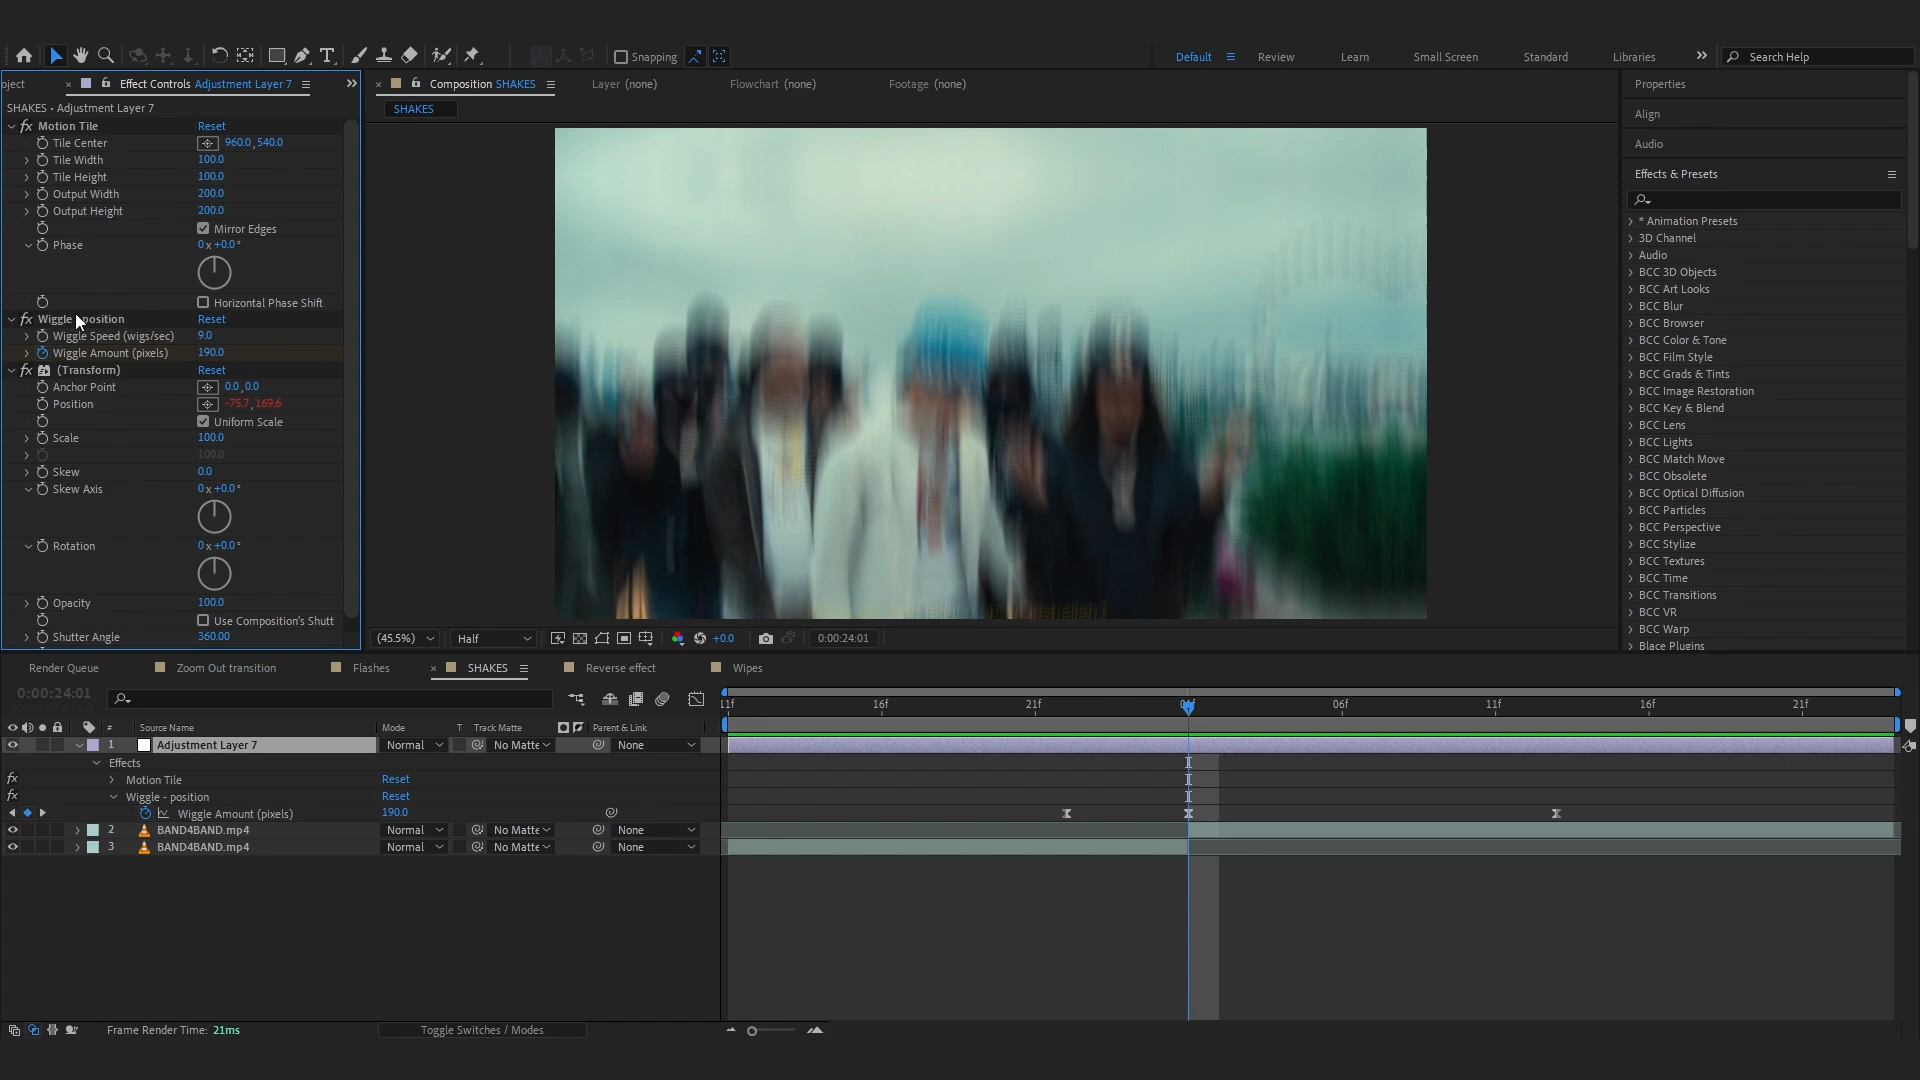 Snapping
Default
Review
Learn
Small Screen
Standard
Libraries
Search Help
oject
Effect Controls Adjustment Layer 7
Composition SHAKES
Layer (none)
Flowchart (none)
Footage (none)
Properties
SHAKES • Adjustment Layer 7
SHAKES
Align
fx Motion Tile Reset
Tile Center 960.0, 540.0
Audio
Tile Width 100.0
Tile Height 100.0
Effects & Presets
Output Width 200.0
Output Height 200.0
Mirror Edges
* Animation Presets
Phase 0x+0.0°
3D Channel
Audio
BCC 3D Objects
BCC Art Looks
Horizontal Phase Shift
BCC Blur
fx Wiggle position Reset
BCC Browser
Wiggle Speed (wigs/sec) 9.0
BCC Color & Tone
Wiggle Amount (pixels) 190.0
BCC Film Style
fx (Transform) Reset
BCC Grads & Tints
Anchor Point 0.0, 0.0
BCC Image Restoration
Position -75.7, 169.6
BCC Key & Blend
Uniform Scale
BCC Lens
Scale 100.0
BCC Lights
100.0
BCC Match Move
Skew 0.0
BCC Obsolete
Skew Axis 0x+0.0°
BCC Optical Diffusion
BCC Particles
BCC Perspective
Rotation 0x+0.0°
BCC Stylize
BCC Textures
BCC Time
Opacity 100.0
BCC Transitions
Use Composition's Shutt
BCC VR
Shutter Angle 360.00
BCC Warp
Blace Plugins
(45.5%)
Half
+0.0
0:00:24:01
Render Queue
Zoom Out transition
Flashes
SHAKES
Reverse effect
Wipes
0:00:24:01
11f
16f
21f
06f
11f
16f
21f
# Source Name Mode T Track Matte Parent & Link
1 Adjustment Layer 7 Normal No Matte None
Effects
fx Motion Tile Reset
fx Wiggle - position Reset
Wiggle Amount (pixels) 190.0
2 BAND4BAND.mp4 Normal No Matte None
3 BAND4BAND.mp4 Normal No Matte None
Frame Render Time: 21ms
Toggle Switches / Modes